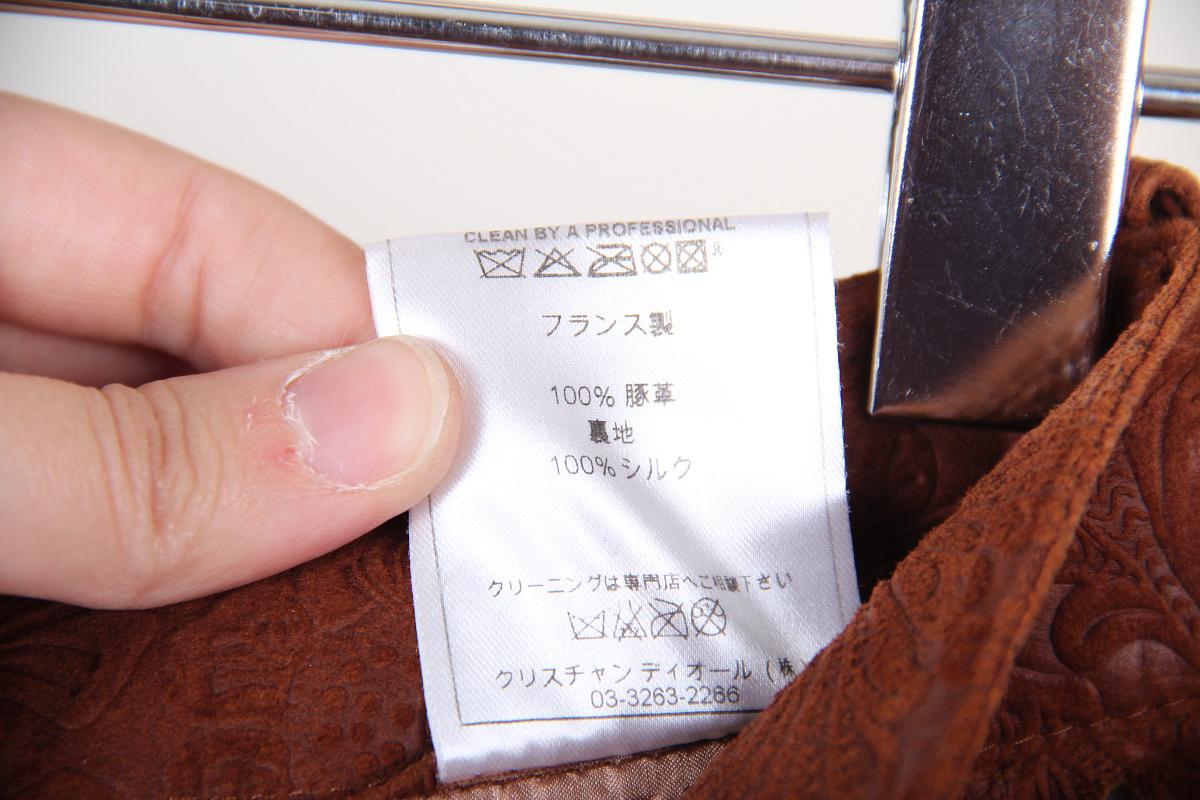 CLEAN BY A PROFESSIONAL
フランス製
100% 豚革
裏地
100%シルク
クリーニングは専門店へご相談下さい
クリスチャン ディオール (株)
03-3263-2266